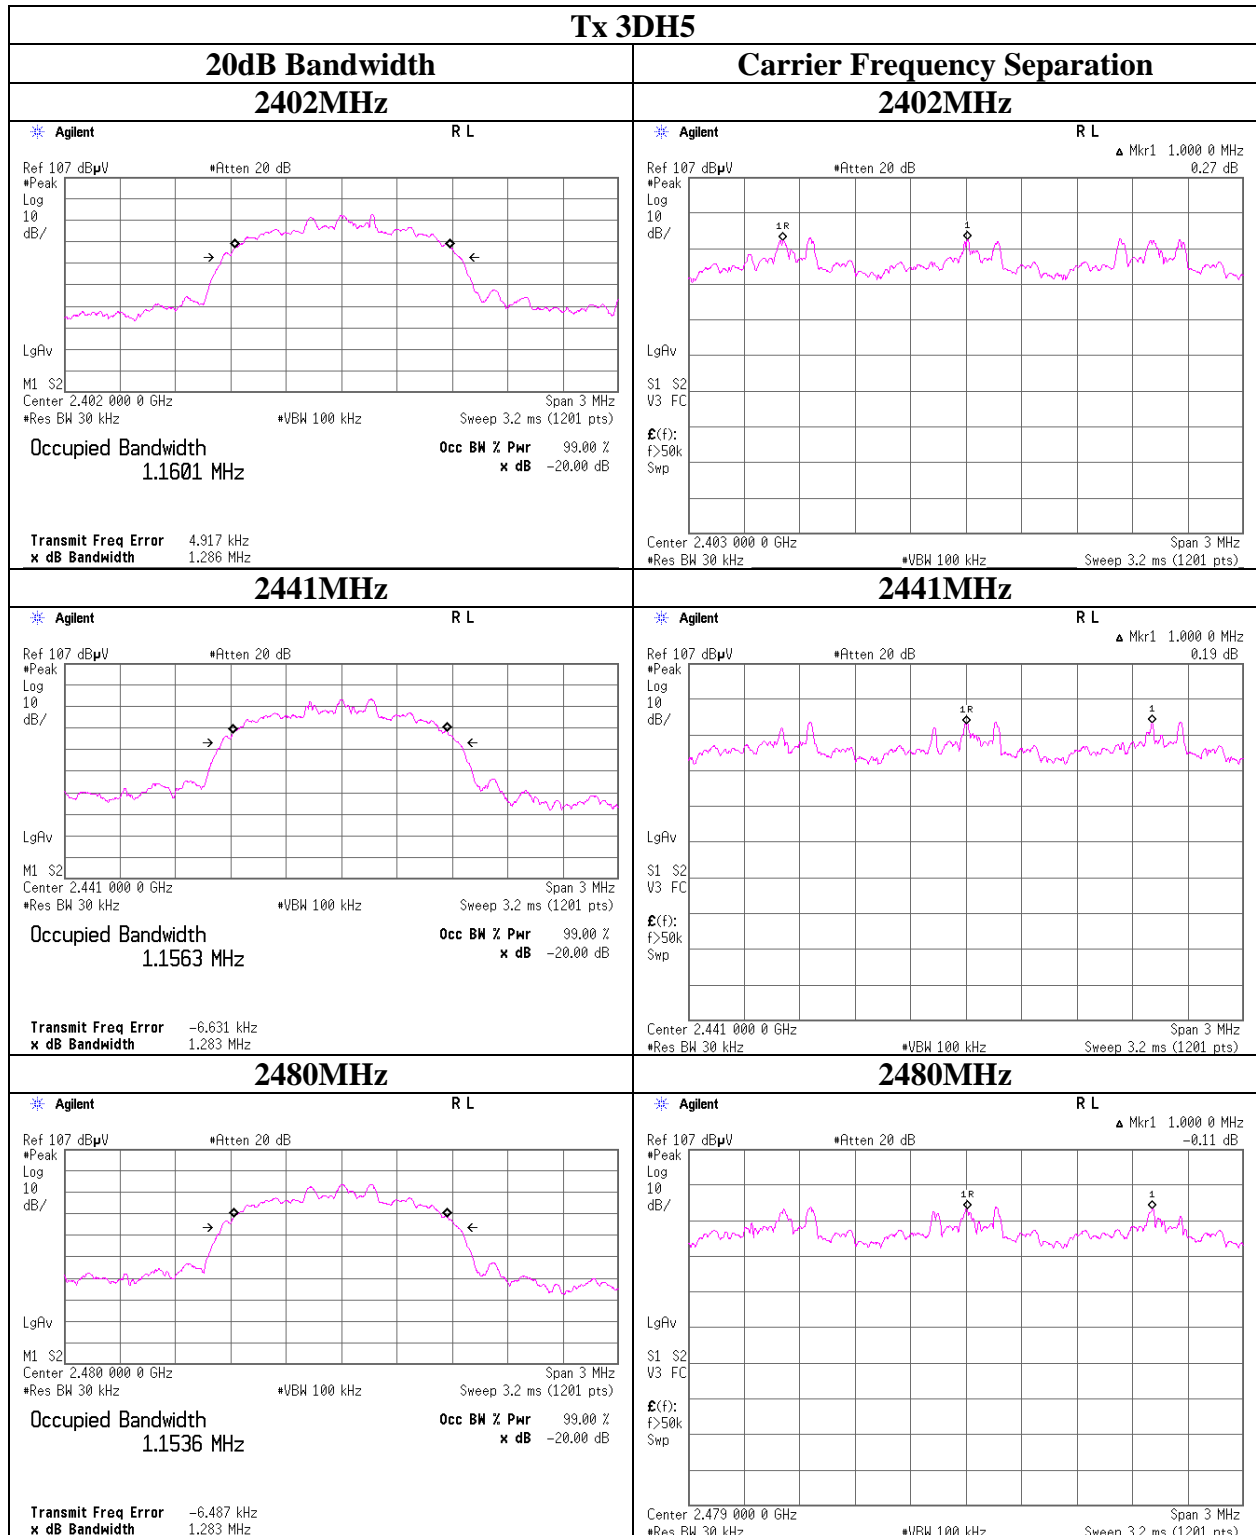 Tx 3DH5
20dB Bandwidth
Carrier Frequency Separation
2402MHz
2402MHz
Agilent
R L
Ref 107 dBµV
#Atten 20 dB
#Peak
Log
10
dB/
LgAv
M1 S2
Center 2.402 000 0 GHz
Span 3 MHz
#Res BW 30 kHz
#VBW 100 kHz
Sweep 3.2 ms (1201 pts)
Occupied Bandwidth
1.1601 MHz
Occ BW % Pwr 99.00 %
x dB -20.00 dB
Transmit Freq Error 4.917 kHz
x dB Bandwidth 1.286 MHz
Agilent
R L
Δ Mkr1 1.000 0 MHz
Ref 107 dBµV
#Atten 20 dB
0.27 dB
#Peak
Log
10
dB/
1R
1
LgAv
S1 S2
V3 FC
£(f):
f>50k
Swp
Center 2.403 000 0 GHz
Span 3 MHz
#Res BW 30 kHz
#VBW 100 kHz
Sweep 3.2 ms (1201 pts)
2441MHz
2441MHz
Agilent
R L
Ref 107 dBµV
#Atten 20 dB
#Peak
Log
10
dB/
LgAv
M1 S2
Center 2.441 000 0 GHz
Span 3 MHz
#Res BW 30 kHz
#VBW 100 kHz
Sweep 3.2 ms (1201 pts)
Occupied Bandwidth
1.1563 MHz
Occ BW % Pwr 99.00 %
x dB -20.00 dB
Transmit Freq Error -6.631 kHz
x dB Bandwidth 1.283 MHz
Agilent
R L
Δ Mkr1 1.000 0 MHz
Ref 107 dBµV
#Atten 20 dB
0.19 dB
#Peak
Log
10
dB/
1R
1
LgAv
S1 S2
V3 FC
£(f):
f>50k
Swp
Center 2.441 000 0 GHz
Span 3 MHz
#Res BW 30 kHz
#VBW 100 kHz
Sweep 3.2 ms (1201 pts)
2480MHz
2480MHz
Agilent
R L
Ref 107 dBµV
#Atten 20 dB
#Peak
Log
10
dB/
LgAv
M1 S2
Center 2.480 000 0 GHz
Span 3 MHz
#Res BW 30 kHz
#VBW 100 kHz
Sweep 3.2 ms (1201 pts)
Occupied Bandwidth
1.1536 MHz
Occ BW % Pwr 99.00 %
x dB -20.00 dB
Transmit Freq Error -6.487 kHz
x dB Bandwidth 1.283 MHz
Agilent
R L
Δ Mkr1 1.000 0 MHz
Ref 107 dBµV
#Atten 20 dB
-0.11 dB
#Peak
Log
10
dB/
1R
1
LgAv
S1 S2
V3 FC
£(f):
f>50k
Swp
Center 2.479 000 0 GHz
Span 3 MHz
#Res BW 30 kHz
#VBW 100 kHz
Sweep 3.2 ms (1201 pts)